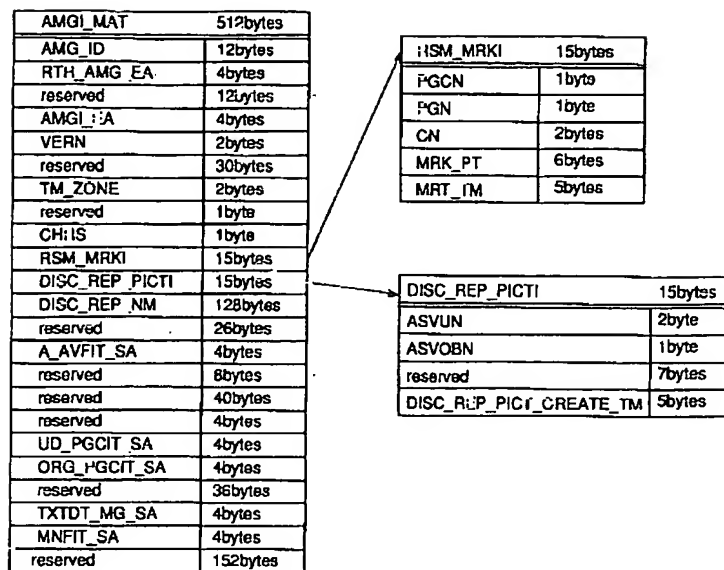 AMGI_MAT 512bytes
AMG_ID 12bytes
RTH_AMG_EA 4bytes
reserved 12bytes
AMGI_EA 4bytes
VERN 2bytes
reserved 30bytes
TM_ZONE 2bytes
reserved 1byte
CHHS 1byte
RSM_MRKI 15bytes
DISC_REP_PICTI 15bytes
DISC_REP_NM 128bytes
reserved 26bytes
A_AVFIT_SA 4bytes
reserved 8bytes
reserved 40bytes
reserved 4bytes
UD_PGCIT_SA 4bytes
ORG_PGCIT_SA 4bytes
reserved 36bytes
TXTDT_MG_SA 4bytes
MNFIT_SA 4bytes
reserved 152bytes
RSM_MRKI 15bytes
PGCN 1byte
PGN 1byte
CN 2bytes
MRK_PT 6bytes
MRT_TM 5bytes
DISC_REP_PICTI 15bytes
ASVUN 2byte
ASVOBN 1byte
reserved 7bytes
DISC_REP_PICT_CREATE_TM 5bytes